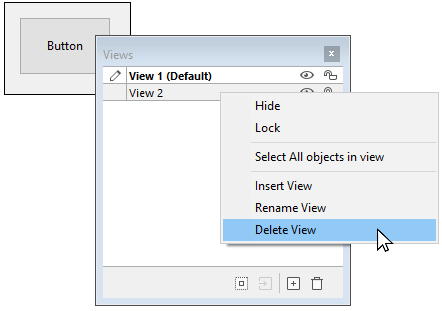 Button
Views
View 1 (Default)
View 2
Hide
Lock
Select All objects in view
Insert View
Rename View
Delete View